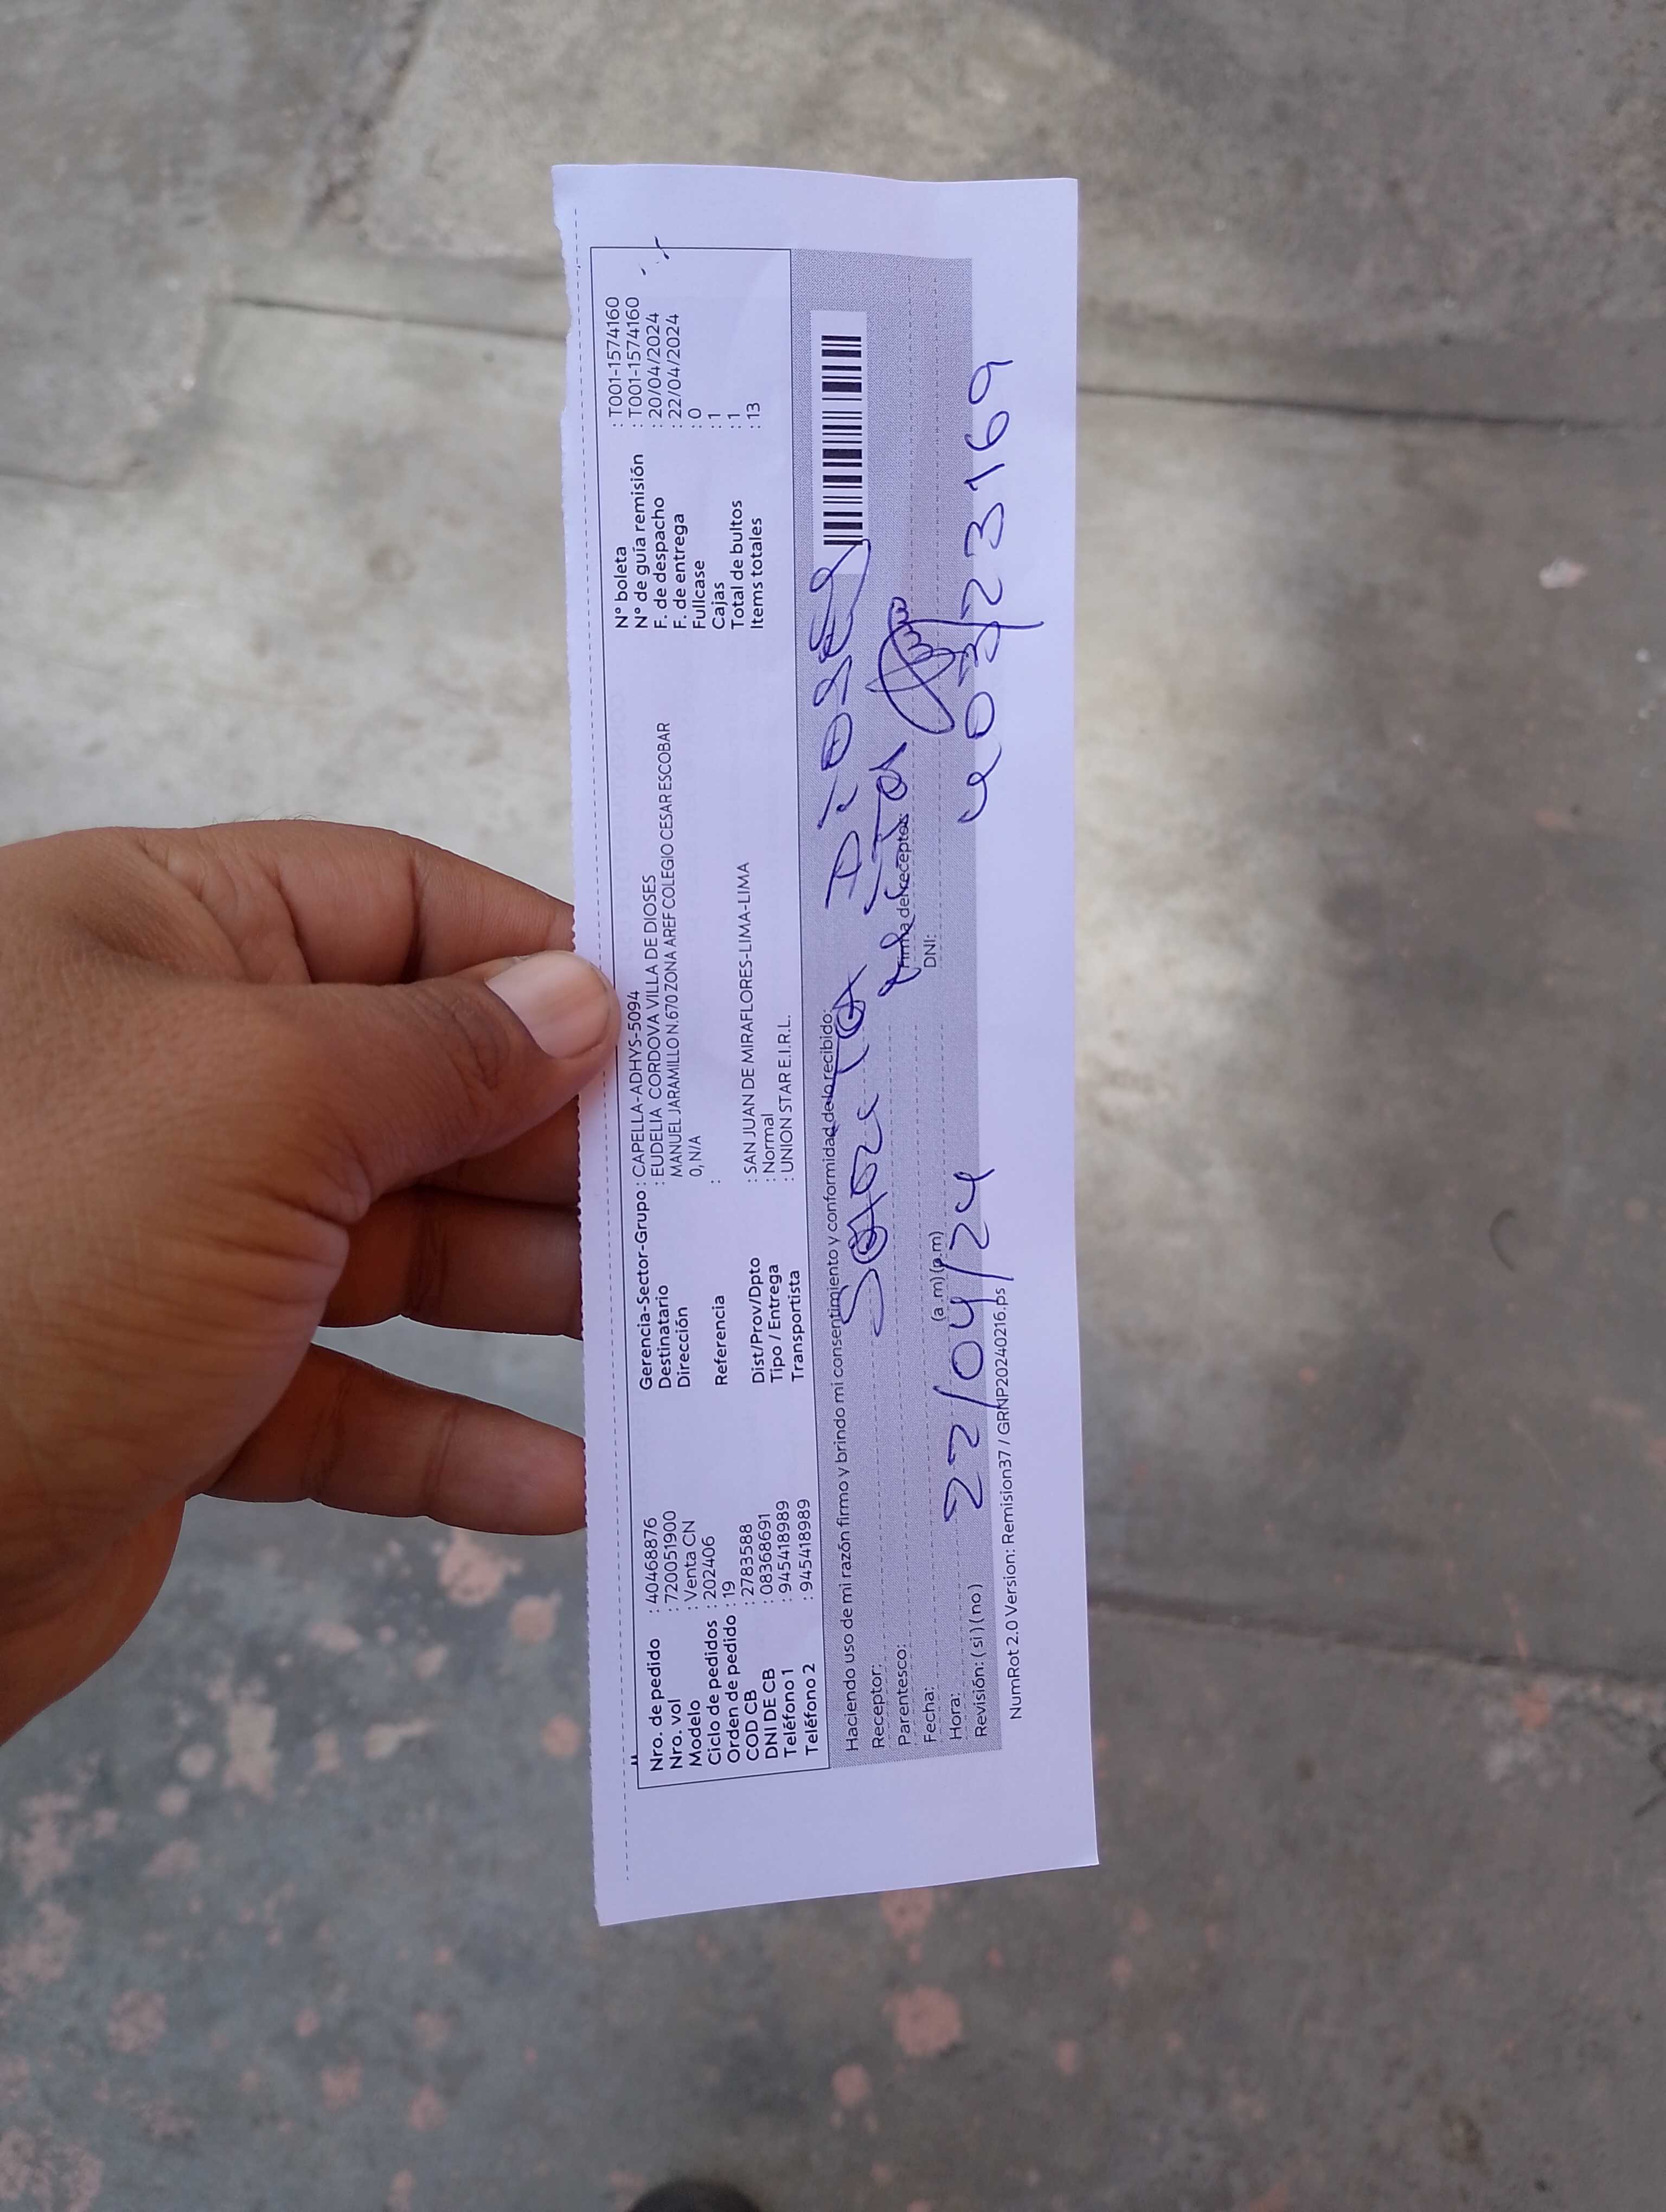 Nro. de pedido : 40468876
Nro. vol : 720051900
Modelo : Venta CN
Ciclo de pedidos : 202406
Orden de pedido : 19
COD CB : 2783588
DNI DE CB : 08368691
Teléfono 1 : 945418989
Teléfono 2 : 945418989
Gerencia-Sector-Grupo : CAPELLA-ADHYS-5094
Destinatario : EUDELIA CORDOVA VILLA DE DIOSES
Dirección MANUEL JARAMILLO N.670 ZONA A REF COLEGIO CESAR ESCOBAR
0, N/A
Referencia :
Dist/Prov/Dpto : SAN JUAN DE MIRAFLORES-LIMA-LIMA
Tipo / Entrega : Normal
Transportista : UNION STAR E.I.R.L.
N° boleta : T001-1574160
N° de guía remisión : T001-1574160
F. de despacho : 20/04/2024
F. de entrega : 22/04/2024
Fullcase : 0
Cajas : 1
Total de bultos : 1
Items totales : 13
Haciendo uso de mi razón firmo y brindo mi consentimiento y conformidad de lo recibido:
Receptor: Dioses
Parentesco:
Firma del receptor
Fecha: 22/04/24
DNI:
Hora: (a.m) (p.m)
Revisión: ( si ) ( no )
NumRot 2.0 Version: Remision37 / GRNP20240216.ps